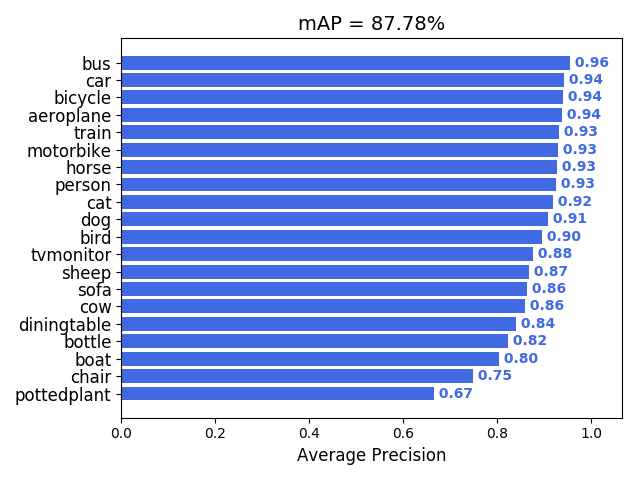 mAP = 87.78%
bus 0.96
car 0.94
bicycle 0.94
aeroplane 0.94
train 0.93
motorbike 0.93
horse 0.93
person 0.93
cat 0.92
dog 0.91
bird 0.90
tvmonitor 0.88
sheep 0.87
sofa 0.86
cow 0.86
diningtable 0.84
bottle 0.82
boat 0.80
chair 0.75
pottedplant 0.67
0.0 0.2 0.4 0.6 0.8 1.0
Average Precision